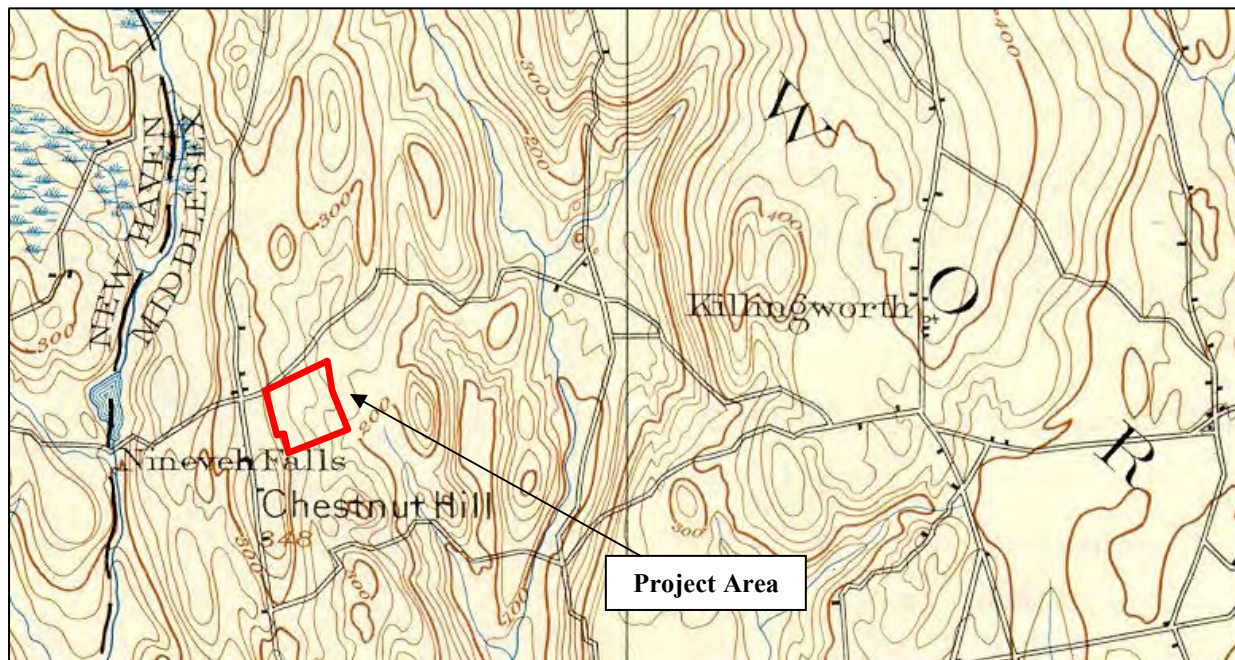 300
400
NEW HAVEN
MIDDLESEX
200
W
300
400
300
Killingworth
O
200
R
Nineveh Falls
Chestnut Hill
348
300
300
300
300
Project Area